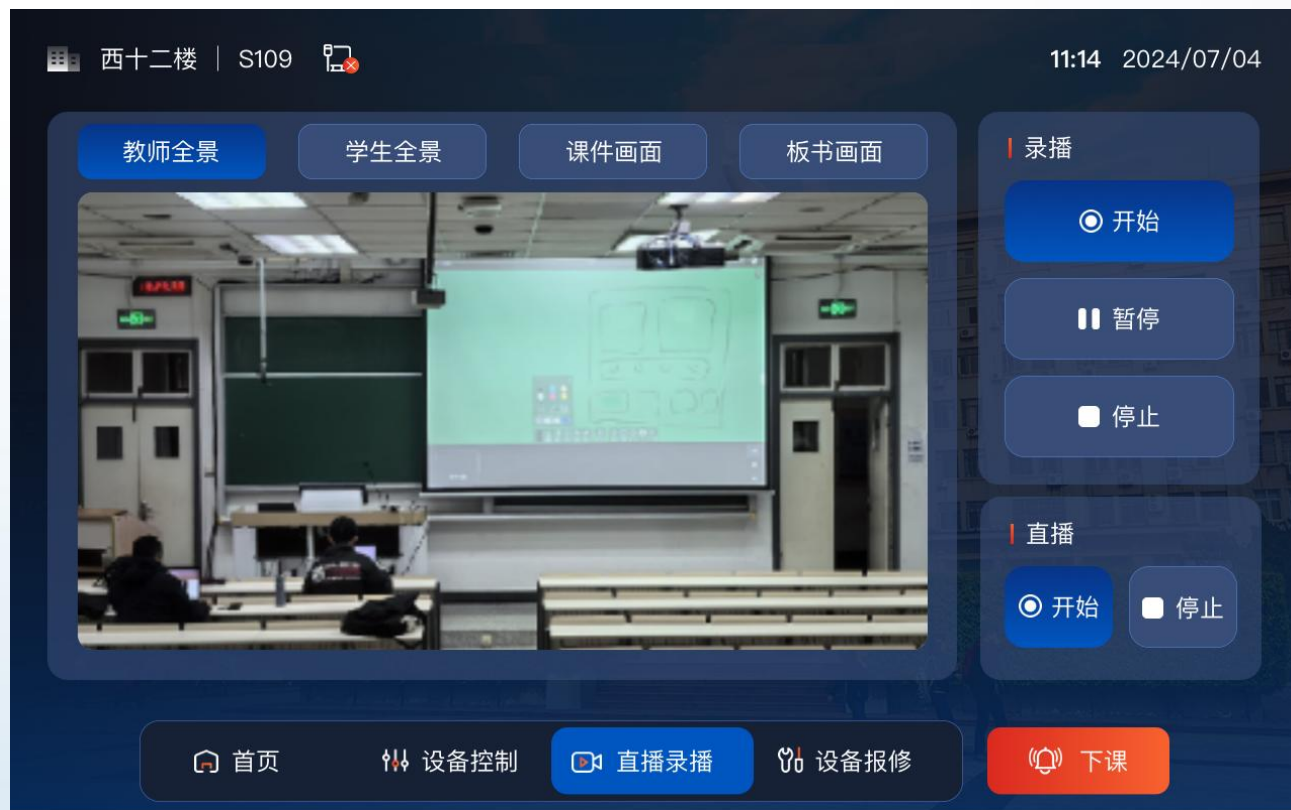 西十二楼 | S109
11:14 2024/07/04
教师全景 学生全景 课件画面 板书画面
录播
开始
暂停
停止
直播
开始 停止
首页 设备控制 直播录播 设备报修 下课